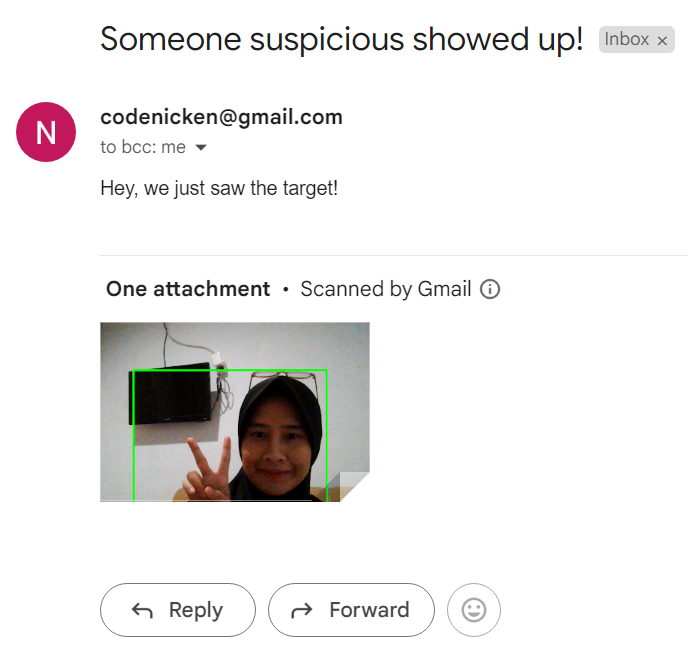 Someone suspicious showed up! Inbox ×
N
codenicken@gmail.com
to bcc: me
Hey, we just saw the target!
One attachment • Scanned by Gmail
Reply
Forward